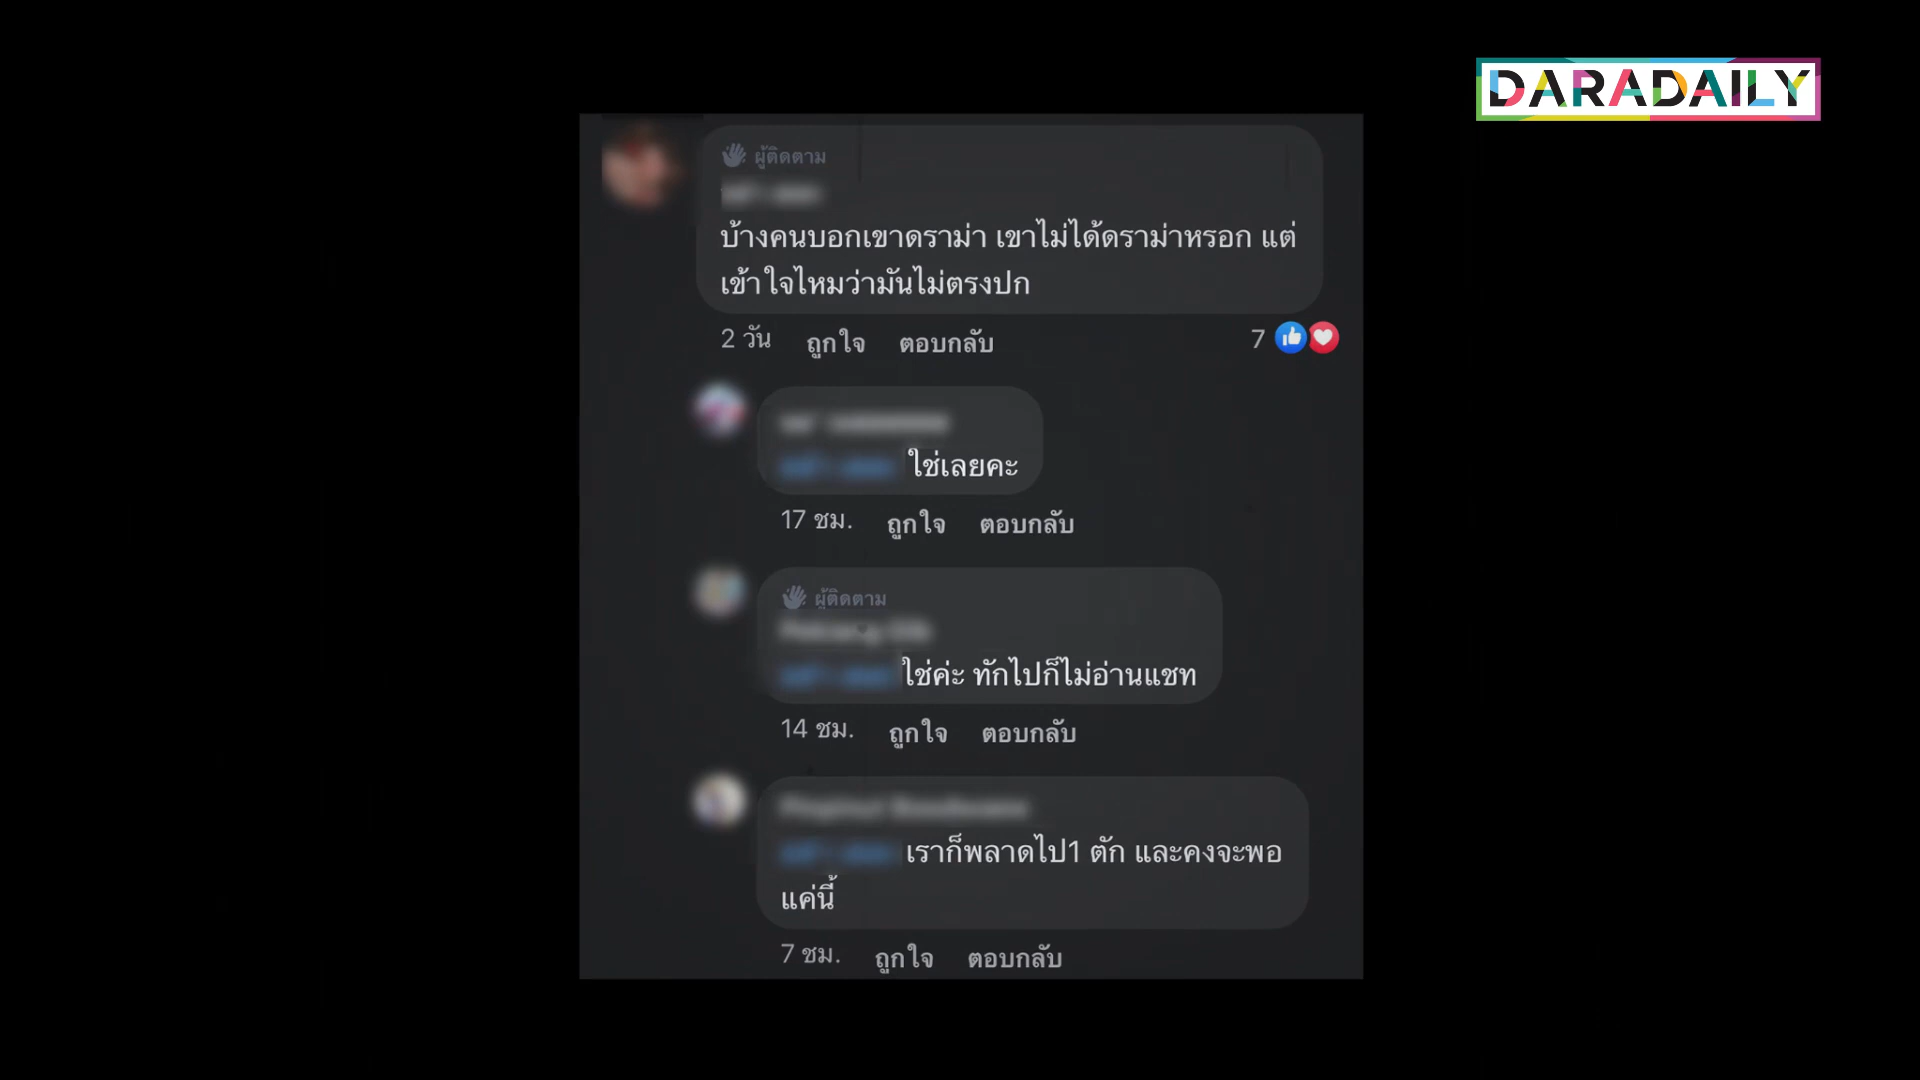 DARADAILY
ผู้ติดตาม
บ้างคนบอกเขาดราม่า เขาไม่ได้ดราม่าหรอก แต่
เข้าใจไหมว่ามันไม่ตรงปก
2 วัน ถูกใจ ตอบกลับ 7
ใช่เลยคะ
17 ชม. ถูกใจ ตอบกลับ
ผู้ติดตาม
ใช่ค่ะ ทักไปก็ไม่อ่านแชท
14 ชม. ถูกใจ ตอบกลับ
เราก็พลาดไป1 ตัก และคงจะพอ
แค่นี้
7 ชม. ถูกใจ ตอบกลับ